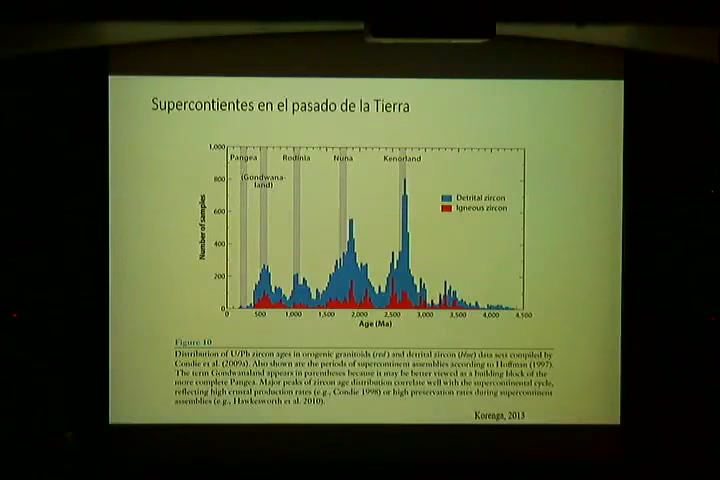 Supercontientes en el pasado de la Tierra
1,000
Pangea
Rodinia
Nuna
Kenorland
(Gondwana-
land)
800
600
400
200
0
Number of samples
Detrital zircon
Igneous zircon
0 500 1,000 1,500 2,000 2,500 3,000 3,500 4,000 4,500
Age (Ma)
Figure 10
Distribution of U/Pb zircon ages in orogenic granitoids (red) and detrital zircon (blue) data sets compiled by
Condie et al. (2009a). Also shown are the periods of supercontinent assemblies according to Hoffman (1997).
The term Gondwanaland appears in parentheses because it may be better viewed as a building block of the
more complete Pangea. Major peaks of zircon age distribution correlate well with the supercontinental cycle,
reflecting high crustal production rates (e.g., Condie 1998) or high preservation rates during supercontinent
assemblies (e.g., Hawkesworth et al. 2010).
Korenga, 2013